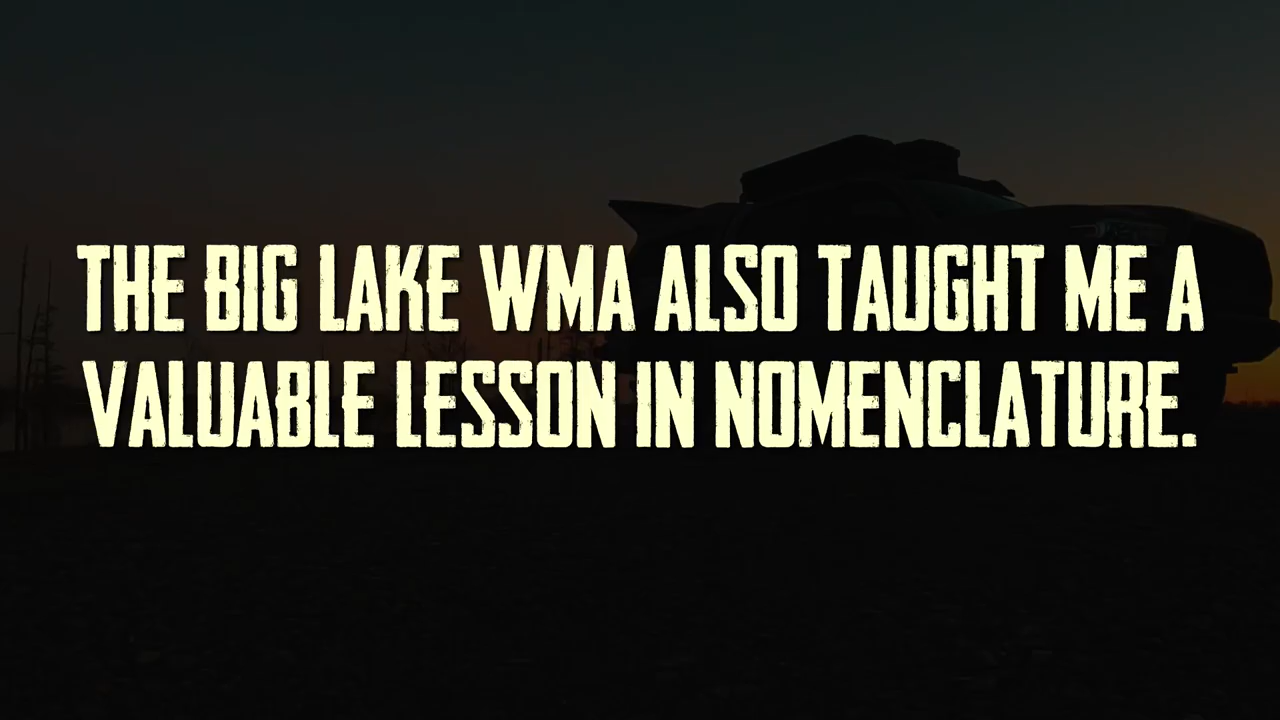 THE BIG LAKE WMA ALSO TAUGHT ME A
VALUABLE LESSON IN NOMENCLATURE.